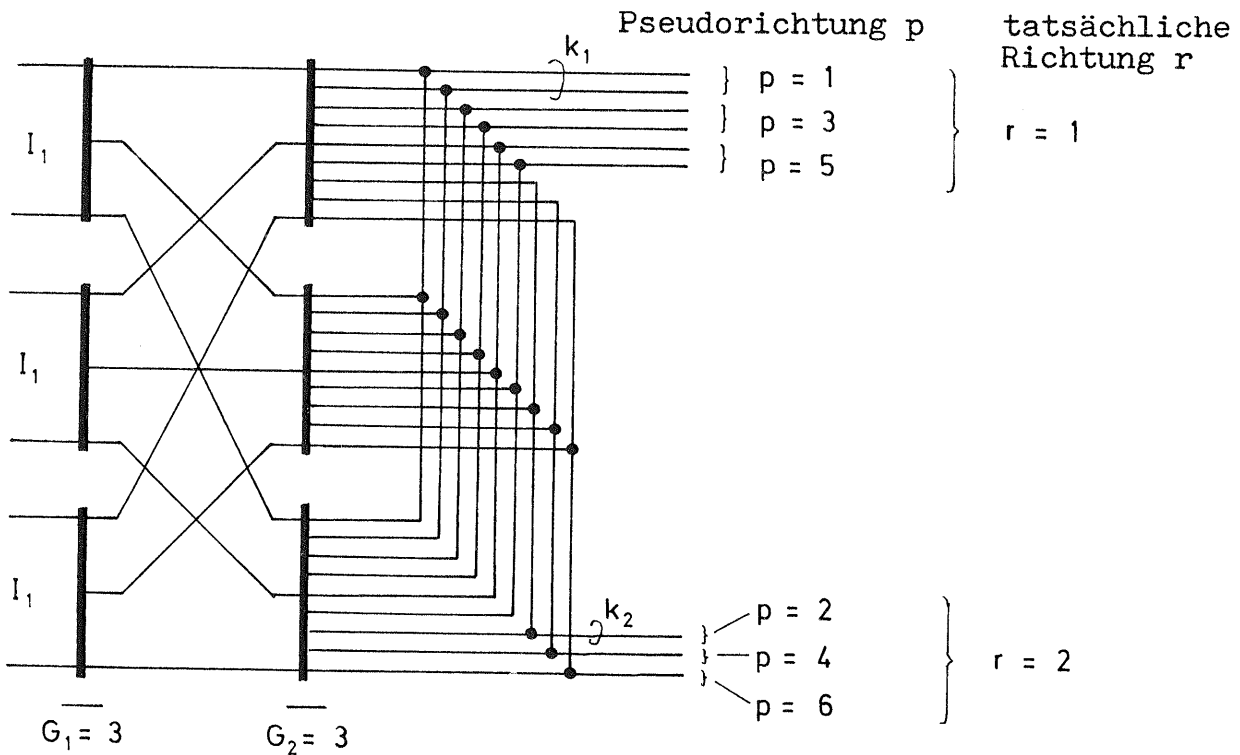 Pseudorichtung p
tatsächliche
Richtung r
k₁
} p = 1
} p = 3
} p = 5
} r = 1
I₁
I₁
I₁
k₂
} p = 2
} p = 4
} p = 6
} r = 2
G₁ = 3
G₂ = 3